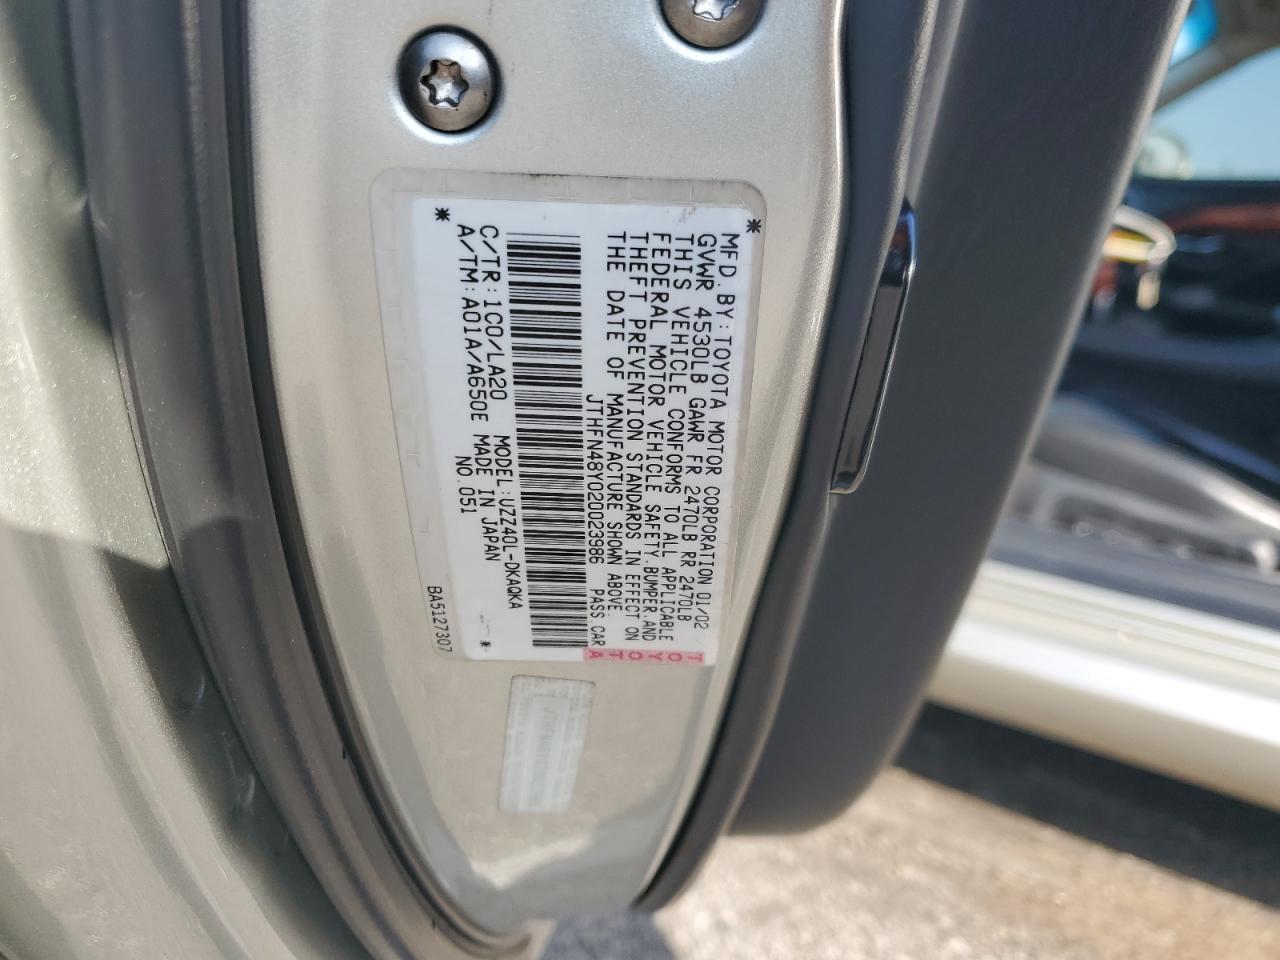 MFD.BY:TOYOTA MOTOR CORPORATION 01/02
GVWR 4530LB GAWR FR 2470LB RR 2470LB
THIS VEHICLE CONFORMS TO ALL APPLICABLE
FEDERAL MOTOR VEHICLE SAFETY.BUMPER.AND
THEFT PREVENTION STANDARDS IN EFFECT ON
THE DATE OF MANUFACTURE SHOWN ABOVE.
JTHFN48Y020023986 PASS.CAR
TOYOTA
C/TR:1C0/LA20 MODEL:UZZ40L-DKAQKA
A/TM:A01A/A650E MADE IN JAPAN
NO.051
BA5127307